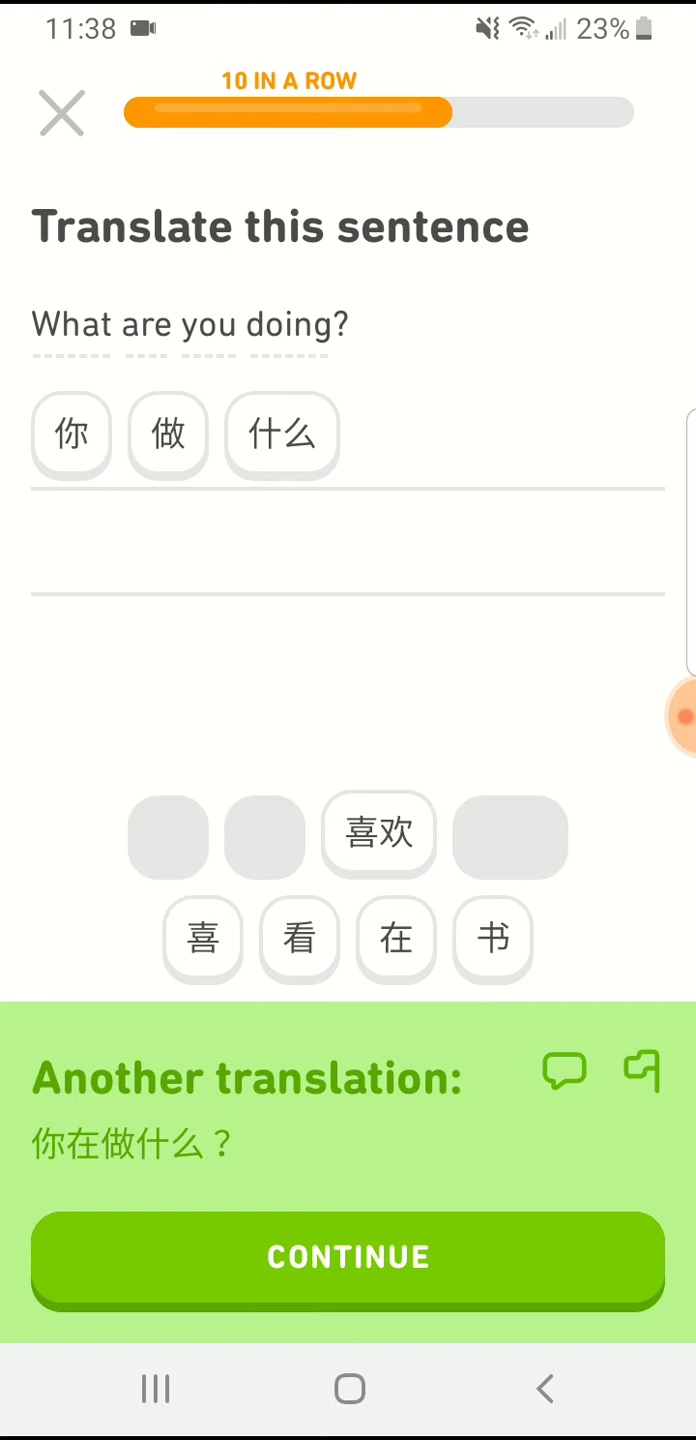 11:38 23%
10 IN A ROW
Translate this sentence
What are you doing?
你 做 什么
喜欢
喜 看 在 书
Another translation:
你在做什么？
CONTINUE